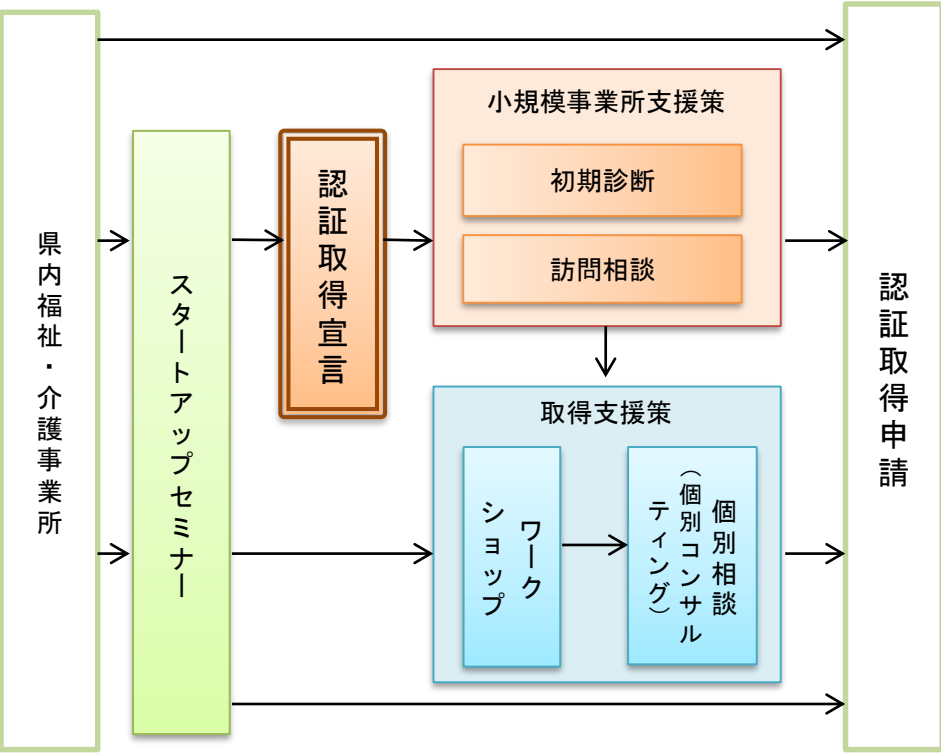 県内福祉・介護事業所
スタートアップセミナー
認証取得宣言
小規模事業所支援策
初期診断
訪問相談
取得支援策
ワーク
ショップ
個別相談
（個別コンサル
ティング）
認証取得申請